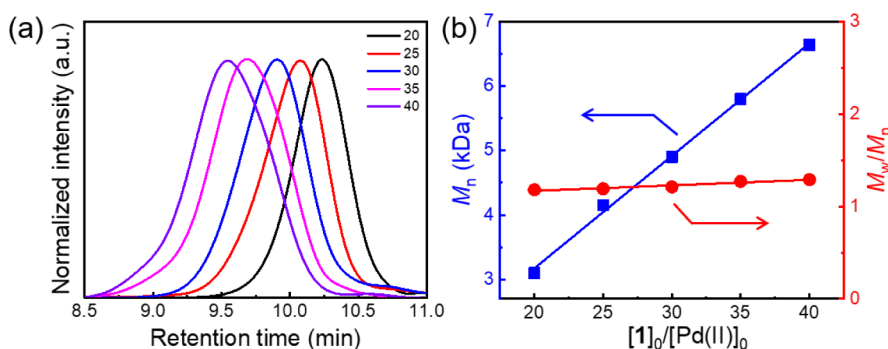 (a)
Normalized intensity (a.u.)
20
25
30
35
40
8.5 9.0 9.5 10.0 10.5 11.0
Retention time (min)
(b)
Mn (kDa)
7
6
5
4
3
3
2
1
0
Mw/Mn
20 25 30 35 40
[1]0/[Pd(II)]0